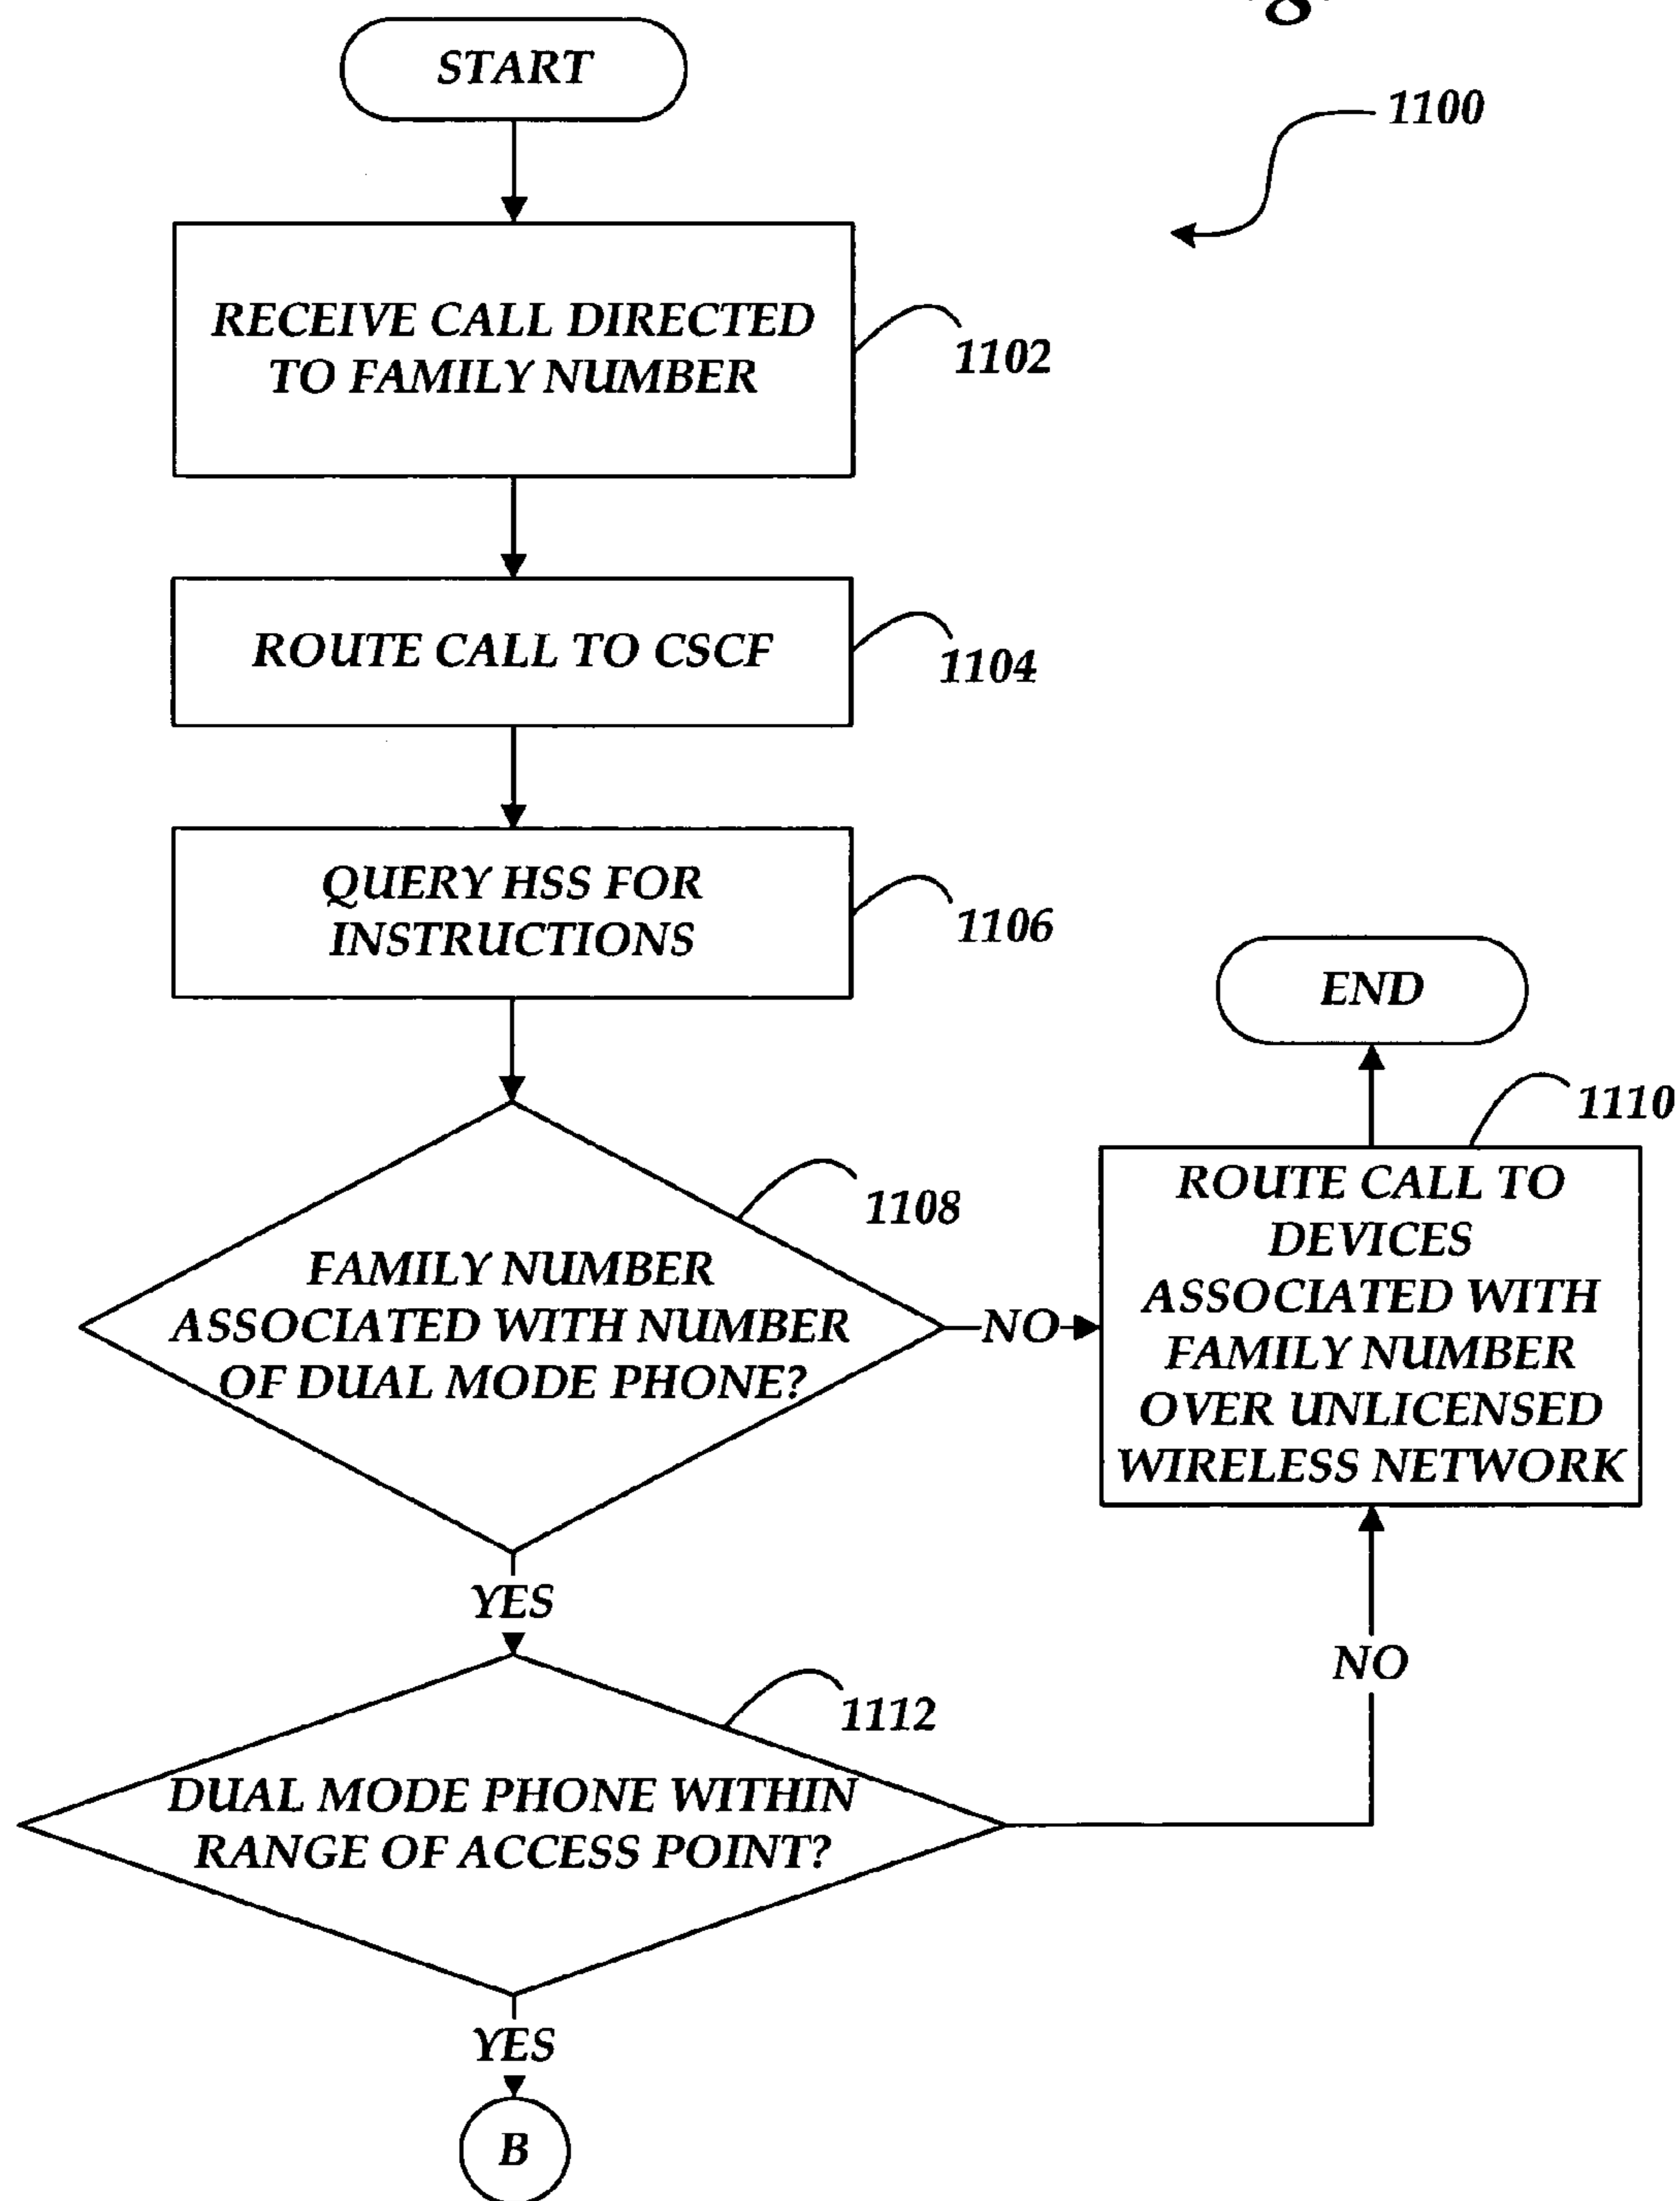 START
1100
RECEIVE CALL DIRECTED
TO FAMILY NUMBER
1102
ROUTE CALL TO CSCF
1104
QUERY HSS FOR
INSTRUCTIONS
1106
END
1110
ROUTE CALL TO
DEVICES
ASSOCIATED WITH
FAMILY NUMBER
OVER UNLICENSED
WIRELESS NETWORK
1108
FAMILY NUMBER
ASSOCIATED WITH NUMBER
OF DUAL MODE PHONE?
NO
YES
NO
1112
DUAL MODE PHONE WITHIN
RANGE OF ACCESS POINT?
YES
B